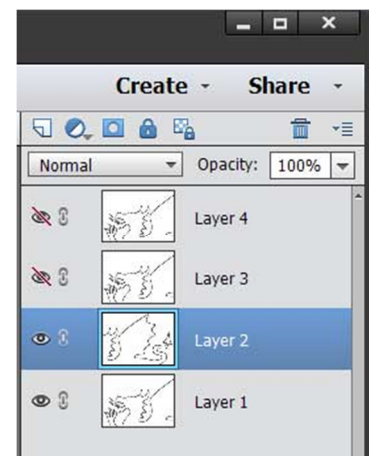 Create Share
Normal Opacity: 100%
Layer 4
Layer 3
Layer 2
Layer 1